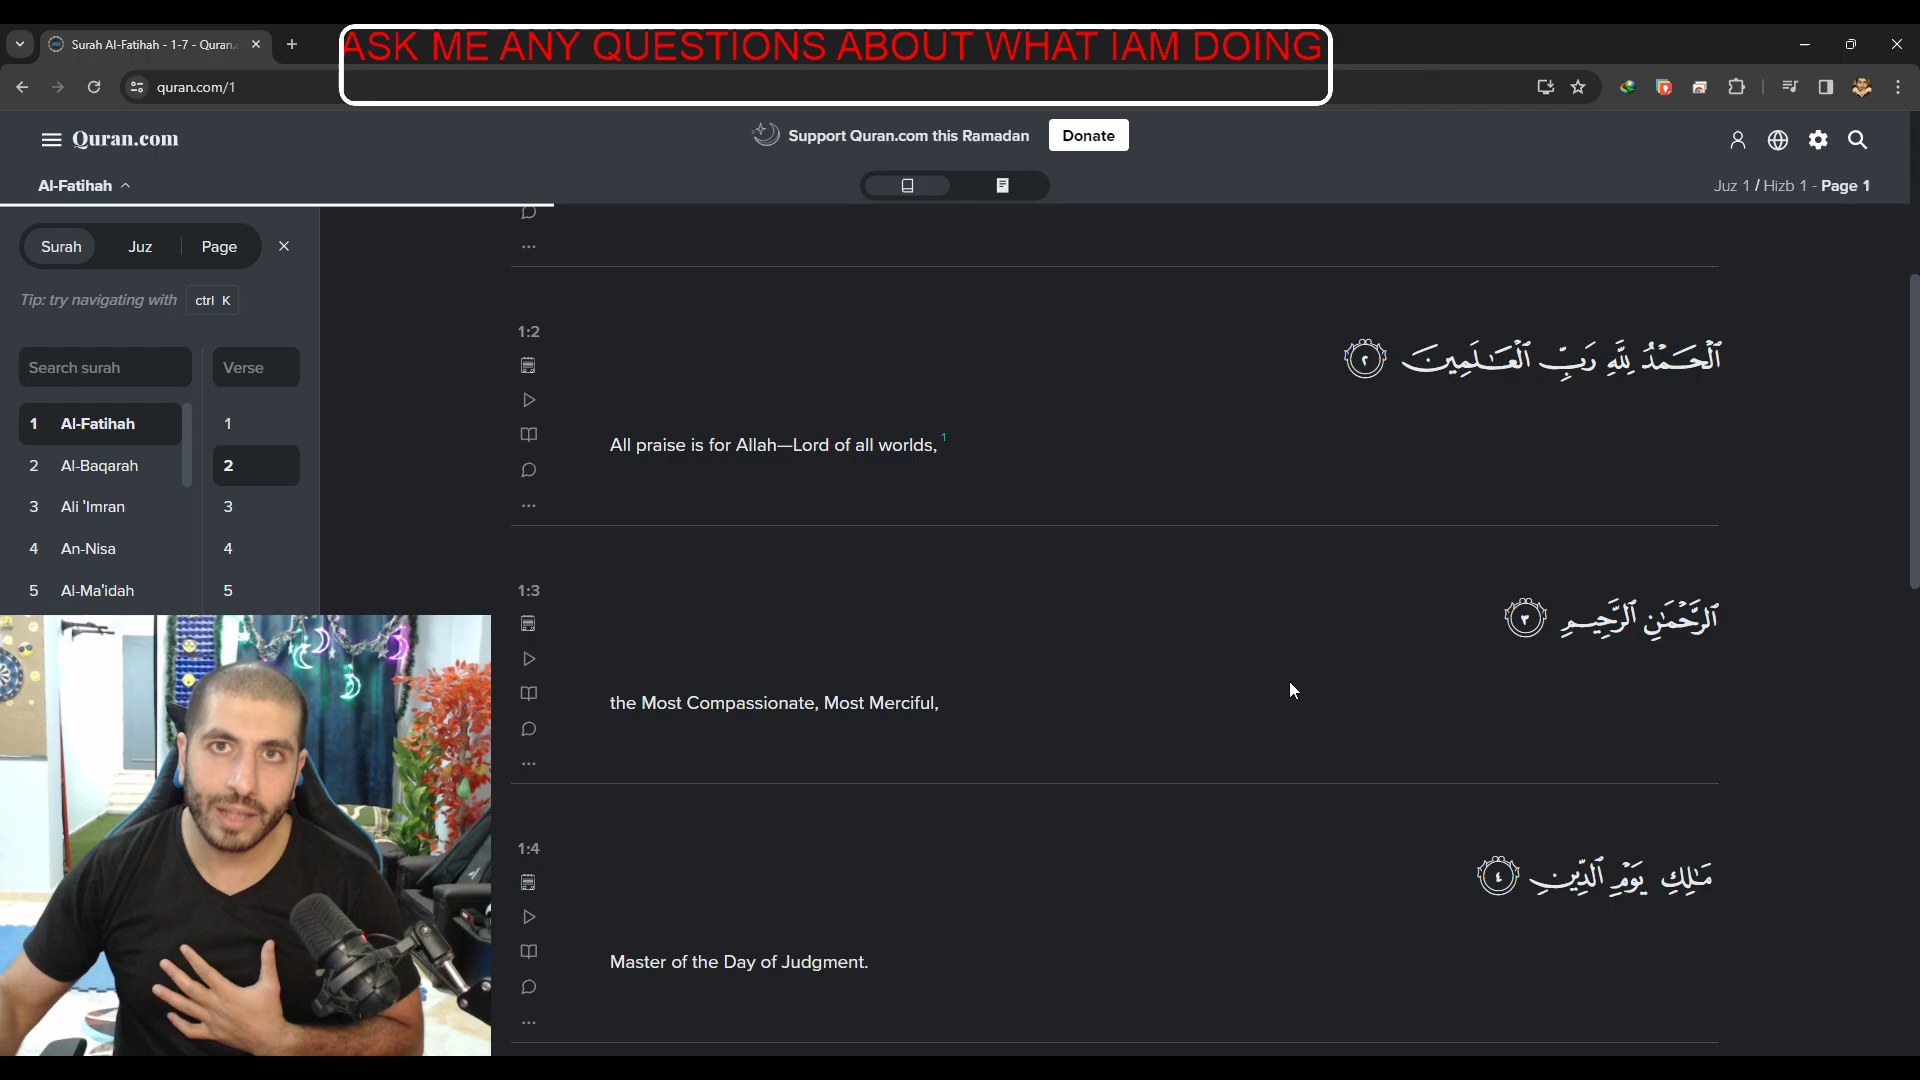 Surah Al-Fatihah - 1-7 - Quran.
ASK ME ANY QUESTIONS ABOUT WHAT IAM DOING
quran.com/1
Quran.com
Support Quran.com this Ramadan
Donate
Al-Fatihah
Juz 1 / Hizb 1 - Page 1
Surah
Juz
Page
Tip: try navigating with ctrl K
Search surah
Verse
1 Al-Fatihah
2 Al-Baqarah
3 Ali 'Imran
4 An-Nisa
5 Al-Ma'idah
1
2
3
4
5
1:2
ٱلْحَمْدُ لِلَّهِ رَبِّ ٱلْعَـٰلَمِينَ ٢
All praise is for Allah—Lord of all worlds, 1
1:3
ٱلرَّحْمَـٰنِ ٱلرَّحِيمِ ٣
the Most Compassionate, Most Merciful,
1:4
مَـٰلِكِ يَوْمِ ٱلدِّينِ ٤
Master of the Day of Judgment.